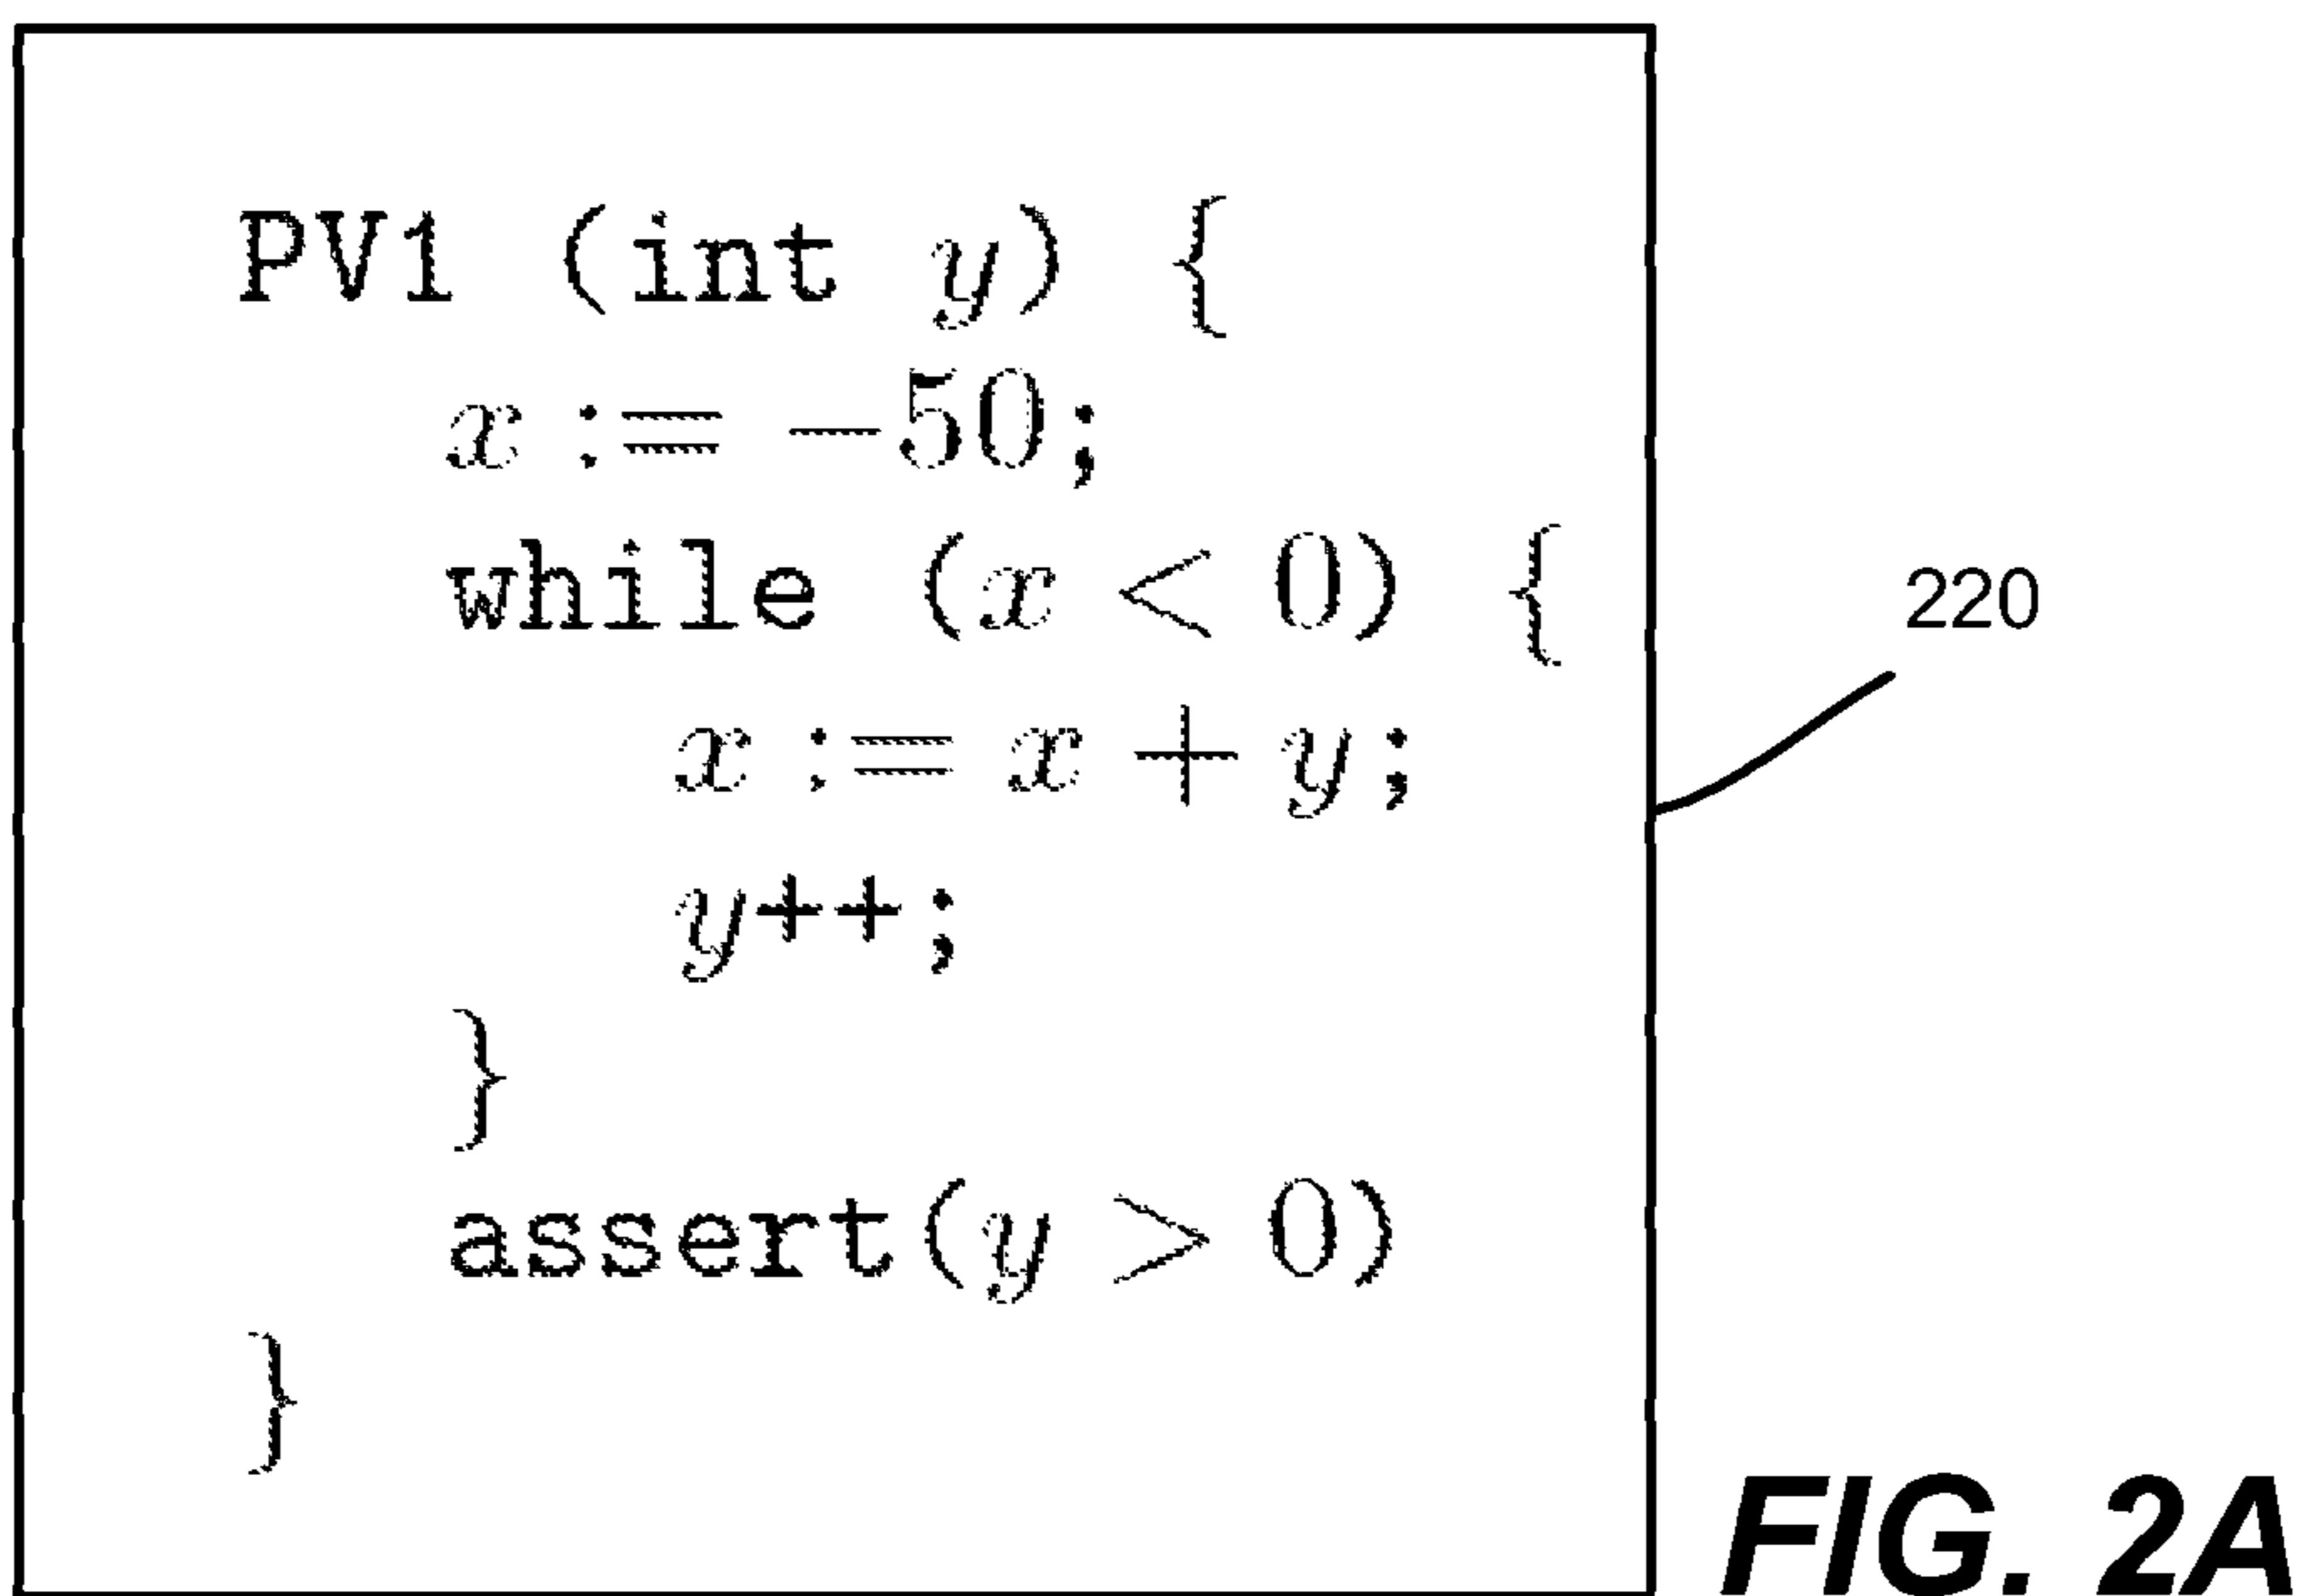 PV1 (int y) {
x := −50;
while (x < 0) {
x := x + y;
y++;
}
assert(y > 0)
}
220
FIG. 2A